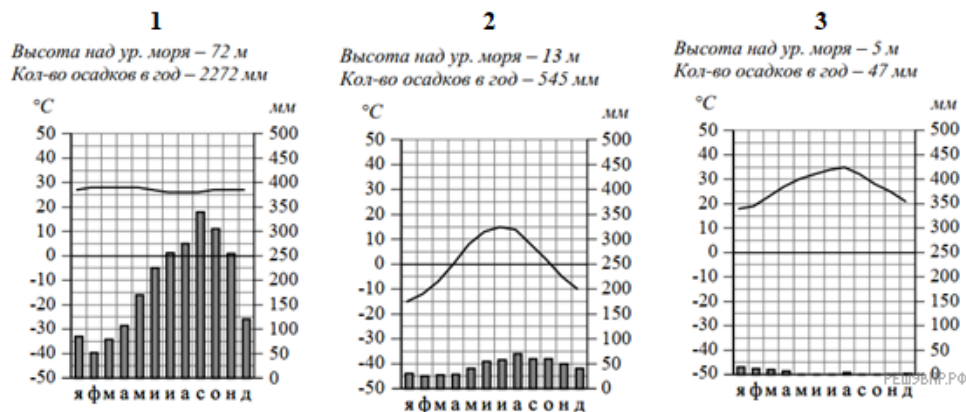 1
Высота над ур. моря – 72 м
Кол-во осадков в год – 2272 мм
°C мм
50 500
40 450
30 400
20 350
10 300
0 250
-10 200
-20 150
-30 100
-40 50
-50 0
я ф м а м и и а с о н д
2
Высота над ур. моря – 13 м
Кол-во осадков в год – 545 мм
°C мм
50 500
40 450
30 400
20 350
10 300
0 250
-10 200
-20 150
-30 100
-40 50
-50 0
я ф м а м и и а с о н д
3
Высота над ур. моря – 5 м
Кол-во осадков в год – 47 мм
°C мм
50 500
40 450
30 400
20 350
10 300
0 250
-10 200
-20 150
-30 100
-40 50
-50 0
я ф м а м и и а с о н д
РЕШУВПР.РФ